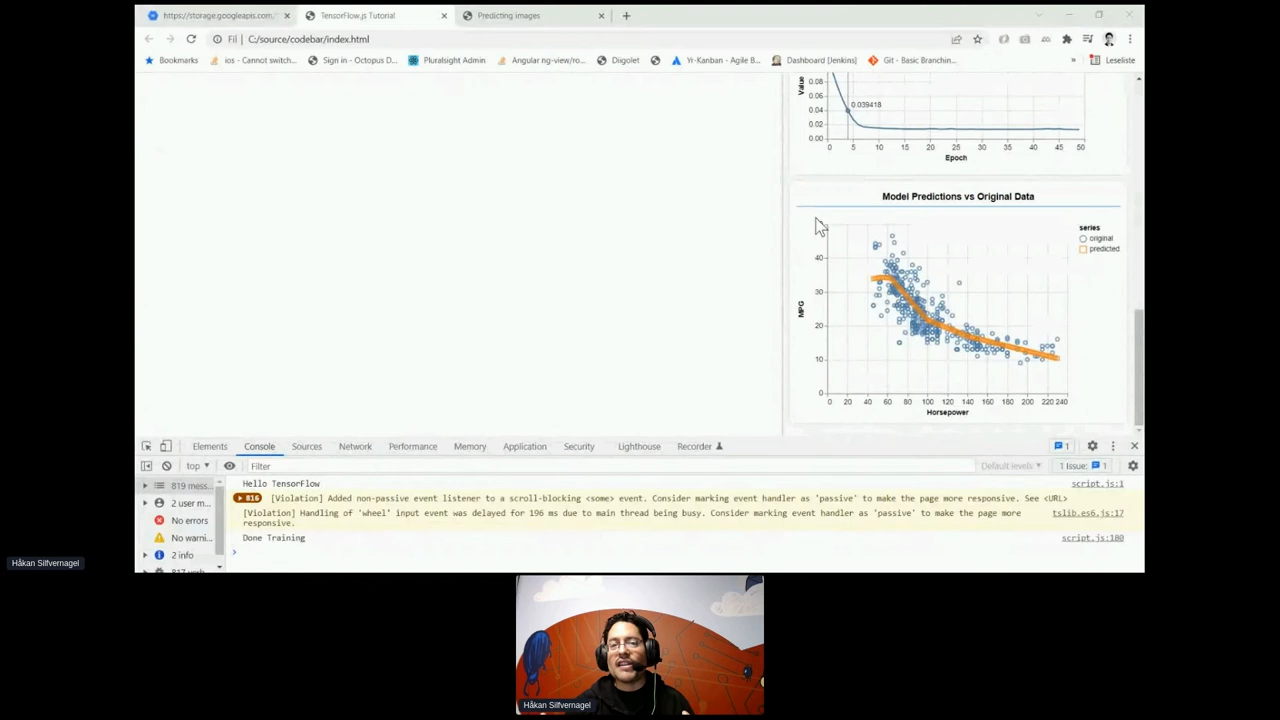 https://storage.googleapis.com/
TensorFlow.js Tutorial
Predicting images
Fil
C:/source/codebar/index.html
Bookmarks
ios - Cannot switch...
Sign in - Octopus D...
Pluralsight Admin
Angular ng-view/ro...
Diigolet
Yr-Kanban - Agile B...
Dashboard [Jenkins]
Git - Basic Branchin...
»
Leseliste
Value
0.08
0.06
0.04
0.02
0.00
0.039418
0 5 10 15 20 25 30 35 40 45 50
Epoch
Model Predictions vs Original Data
series
original
predicted
MPG
40
30
20
10
0
0 20 40 60 80 100 120 140 160 180 200 220 240
Horsepower
Elements Console Sources Network Performance Memory Application Security Lighthouse Recorder
1
top ▾
Filter
Default levels ▾
1 Issue: 1
819 mess...
2 user m...
No errors
No warni...
2 info
817 verb
Hello TensorFlow
script.js:1
816 [Violation] Added non-passive event listener to a scroll-blocking <some> event. Consider marking event handler as 'passive' to make the page more responsive. See <URL>
[Violation] Handling of 'wheel' input event was delayed for 196 ms due to main thread being busy. Consider marking event handler as 'passive' to make the page more
responsive.
tslib.es6.js:17
Done Training
script.js:180
Håkan Silfvernagel
Håkan Silfvernagel